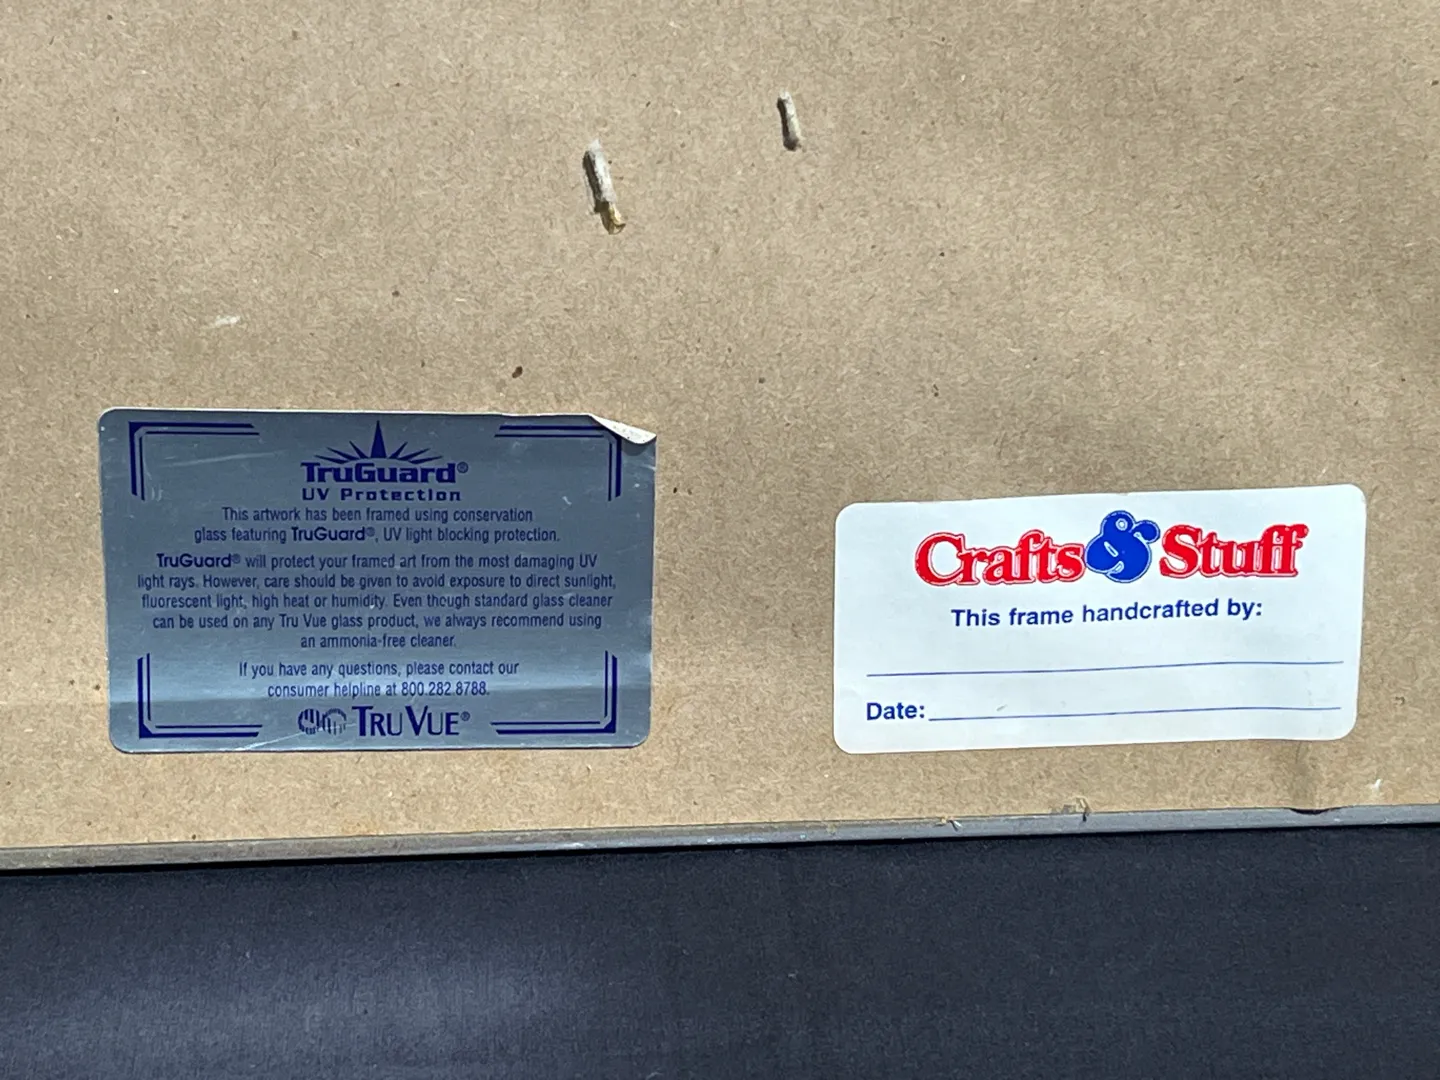 TruGuard®
UV Protection
This artwork has been framed using conservation
glass featuring TruGuard®, UV light blocking protection.
TruGuard® will protect your framed art from the most damaging UV
light rays. However, care should be given to avoid exposure to direct sunlight,
fluorescent light, high heat or humidity. Even though standard glass cleaner
can be used on any Tru Vue glass product, we always recommend using
an ammonia-free cleaner.
If you have any questions, please contact our
consumer helpline at 800.282.8788.
TRU VUE®
Crafts & Stuff
This frame handcrafted by:
Date: